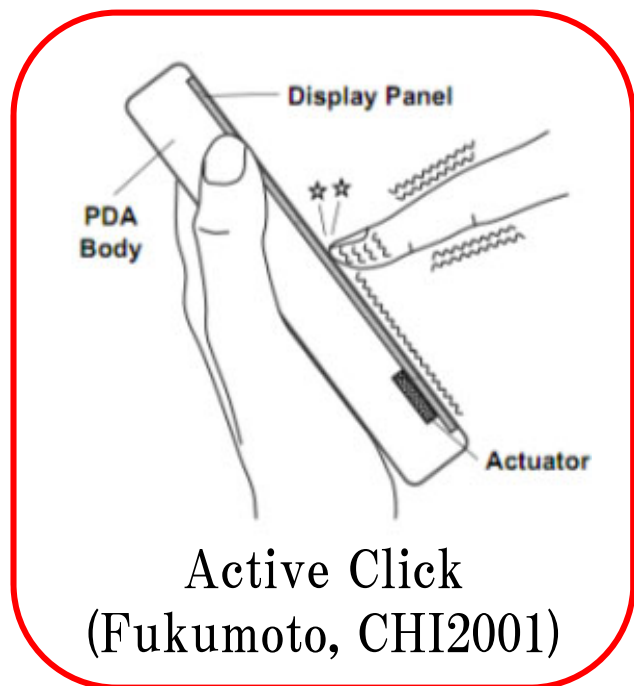 Display Panel
PDA
Body
Actuator
Active Click
(Fukumoto, CHI2001)